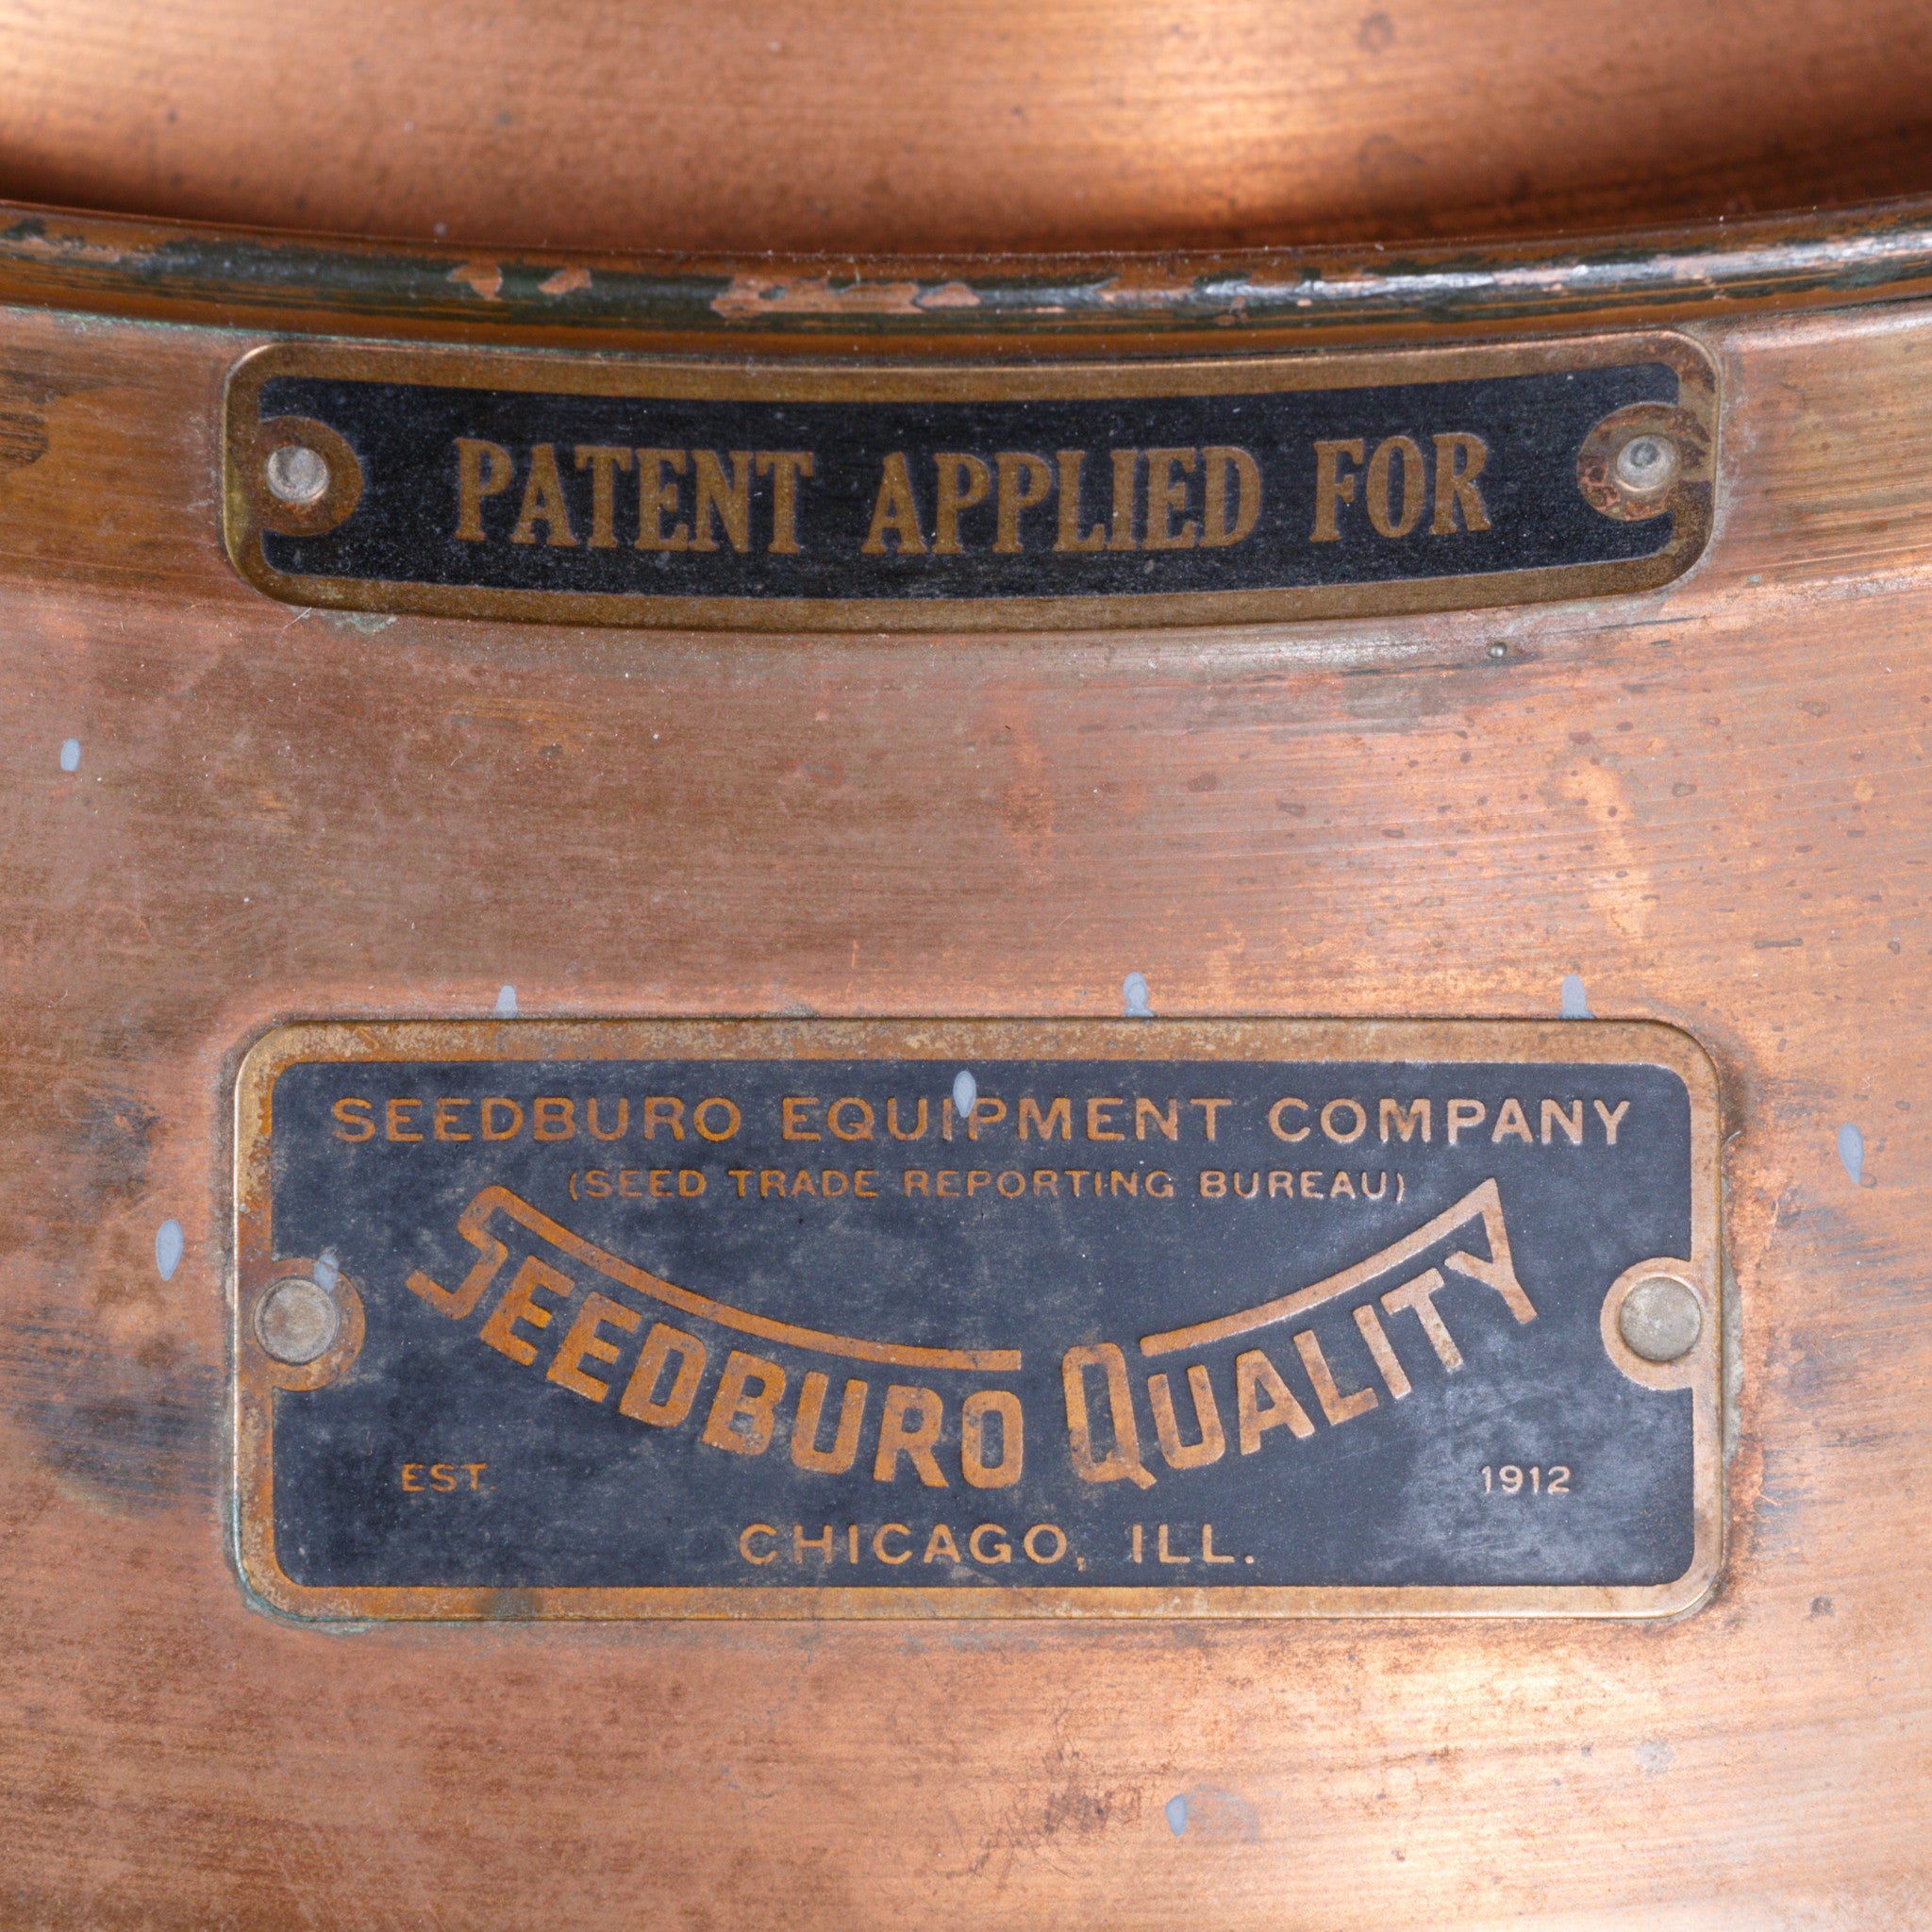 PATENT APPLIED FOR
SEEDBURO EQUIPMENT COMPANY
(SEED TRADE REPORTING BUREAU)
SEEDBURO QUALITY
EST. 1912
CHICAGO, ILL.